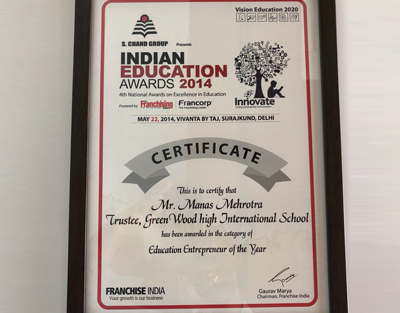 Vision Education 2020
S. CHAND GROUP Presents
INDIAN
EDUCATION
AWARDS 2014
4th National Awards on Excellence in Education
Powered by Franchising Francorp
Innovate
MAY 22, 2014, VIVANTA BY TAJ, SURAJKUND, DELHI
CERTIFICATE
This is to certify that
Mr. Manas Mehrotra
Trustee, GreenWood high International School
has been awarded in the category of
Education Entrepreneur of the Year
FRANCHISE INDIA
Your growth is our business
Gaurav Marya
Chairman, Franchise India